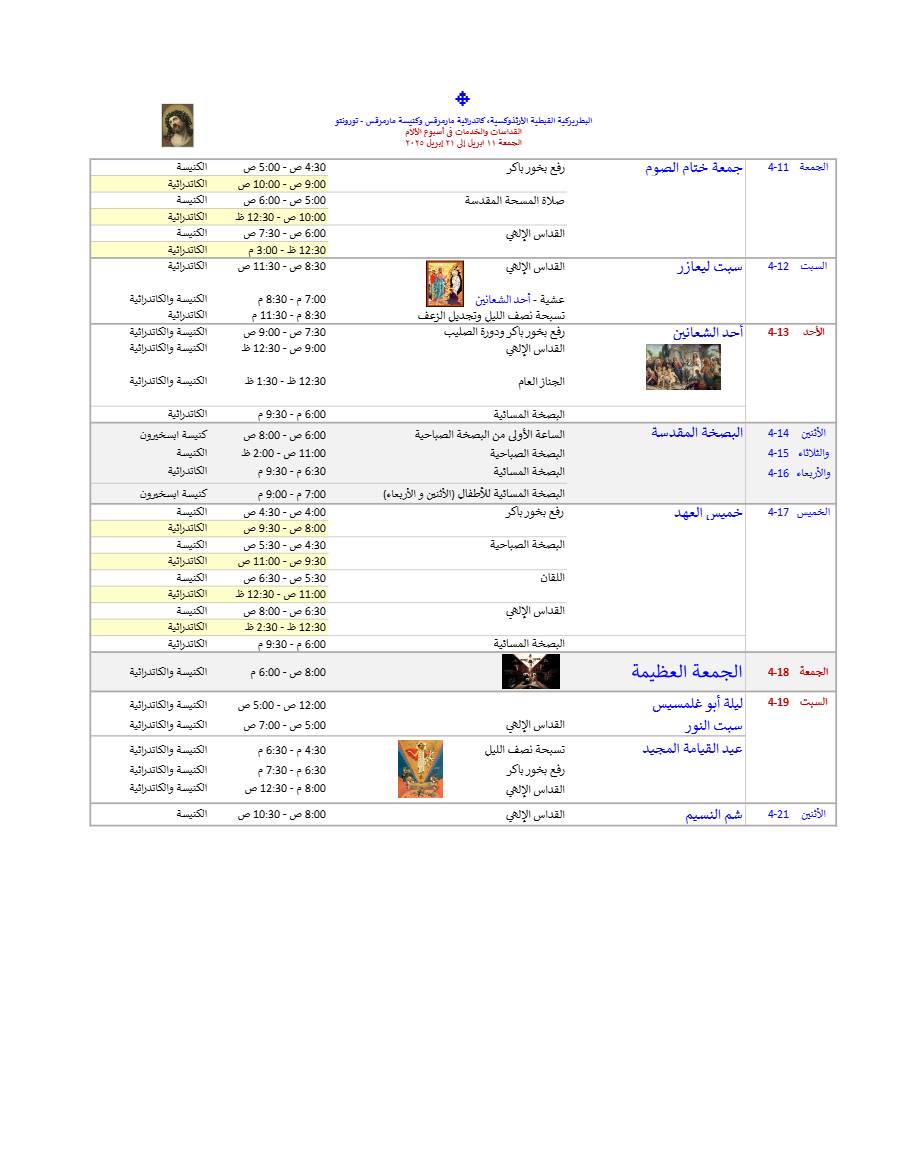 البطريركية القبطية الأرثوذكسية، كاتدرائية مارمرقس وكنيسة مارمرقس - تورونتو
القداسات والخدمات في أسبوع الآلام
الجمعة ١١ ابريل إلى ٢١ إبريل ٢٠٢٥
الجمعة 4-11 جمعة ختام الصوم رفع بخور باكر 4:30 ص - 5:00 ص الكنيسة
9:00 ص - 10:00 ص الكاتدرائية
صلاة المسحة المقدسة 5:00 ص - 6:00 ص الكنيسة
10:00 ص - 12:30 ظ الكاتدرائية
القداس الإلهي 6:00 ص - 7:30 ص الكنيسة
12:30 ظ - 3:00 م الكاتدرائية
السبت 4-12 سبت ليعازر القداس الإلهي 8:30 ص - 11:30 ص الكاتدرائية
عشية - أحد الشعانين 7:00 م - 8:30 م الكنيسة والكاتدرائية
تسبحة نصف الليل وتجديل الزعف 8:30 م - 11:30 م الكاتدرائية
الأحد 4-13 أحد الشعانين رفع بخور باكر ودورة الصليب 7:30 ص - 9:00 ص الكنيسة والكاتدرائية
القداس الإلهي 9:00 ص - 12:30 ظ الكنيسة والكاتدرائية
الجناز العام 12:30 ظ - 1:30 ظ الكنيسة والكاتدرائية
البصخة المسائية 6:00 م - 9:30 م الكاتدرائية
الأثنين 4-14 البصخة المقدسة الساعة الأولى من البصخة الصباحية 6:00 ص - 8:00 ص كنيسة ابسخيرون
والثلاثاء 4-15 البصخة الصباحية 11:00 ص - 2:00 ظ الكنيسة
والأربعاء 4-16 البصخة المسائية 6:30 م - 9:30 م الكاتدرائية
البصخة المسائية للأطفال (الأثنين و الأربعاء) 7:00 م - 9:00 م كنيسة ابسخيرون
الخميس 4-17 خميس العهد رفع بخور باكر 4:00 ص - 4:30 ص الكنيسة
8:00 ص - 9:30 ص الكاتدرائية
البصخة الصباحية 4:30 ص - 5:30 ص الكنيسة
9:30 ص - 11:00 ص الكاتدرائية
اللقان 5:30 ص - 6:30 ص الكنيسة
11:00 ص - 12:30 ظ الكاتدرائية
القداس الإلهي 6:30 ص - 8:00 ص الكنيسة
12:30 ظ - 2:30 ظ الكاتدرائية
البصخة المسائية 6:00 م - 9:30 م الكاتدرائية
الجمعة 4-18 الجمعة العظيمة 8:00 ص - 6:00 م الكنيسة والكاتدرائية
السبت 4-19 ليلة أبو غلمسيس 12:00 ص - 5:00 ص الكنيسة والكاتدرائية
سبت النور القداس الإلهي 5:00 ص - 7:00 ص الكنيسة والكاتدرائية
عيد القيامة المجيد تسبحة نصف الليل 4:30 م - 6:30 م الكنيسة والكاتدرائية
رفع بخور باكر 6:30 م - 7:30 م الكنيسة والكاتدرائية
القداس الإلهي 8:00 م - 12:30 ص الكنيسة والكاتدرائية
الأثنين 4-21 شم النسيم القداس الإلهي 8:00 ص - 10:30 ص الكنيسة